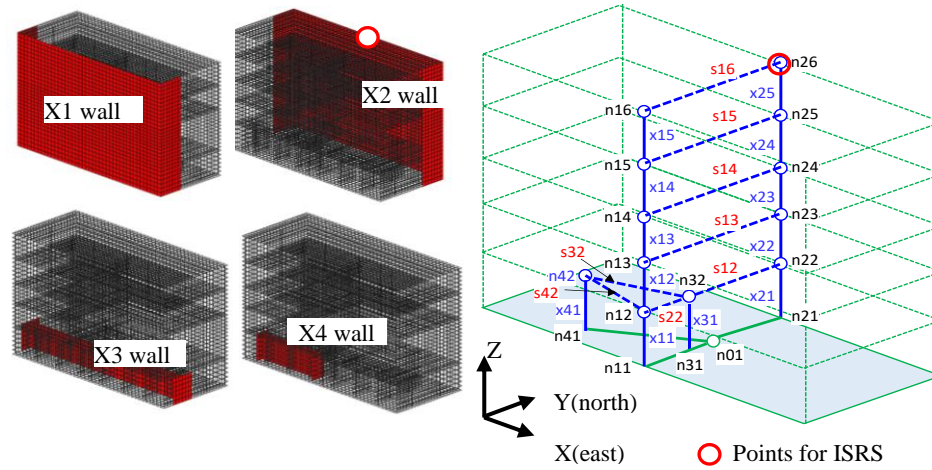 X1 wall
X2 wall
X3 wall
X4 wall
s16
n26
x25
n16
s15
n25
x15
x24
n15
s14
n24
x14
x23
n14
s13
n23
x13
x22
s32
n13
s12
n22
n42
x12
n32
s42
x21
n12
s22
x41
x11
x31
n21
n41
n01
n11
n31
Z
Y(north)
X(east)
Points for ISRS